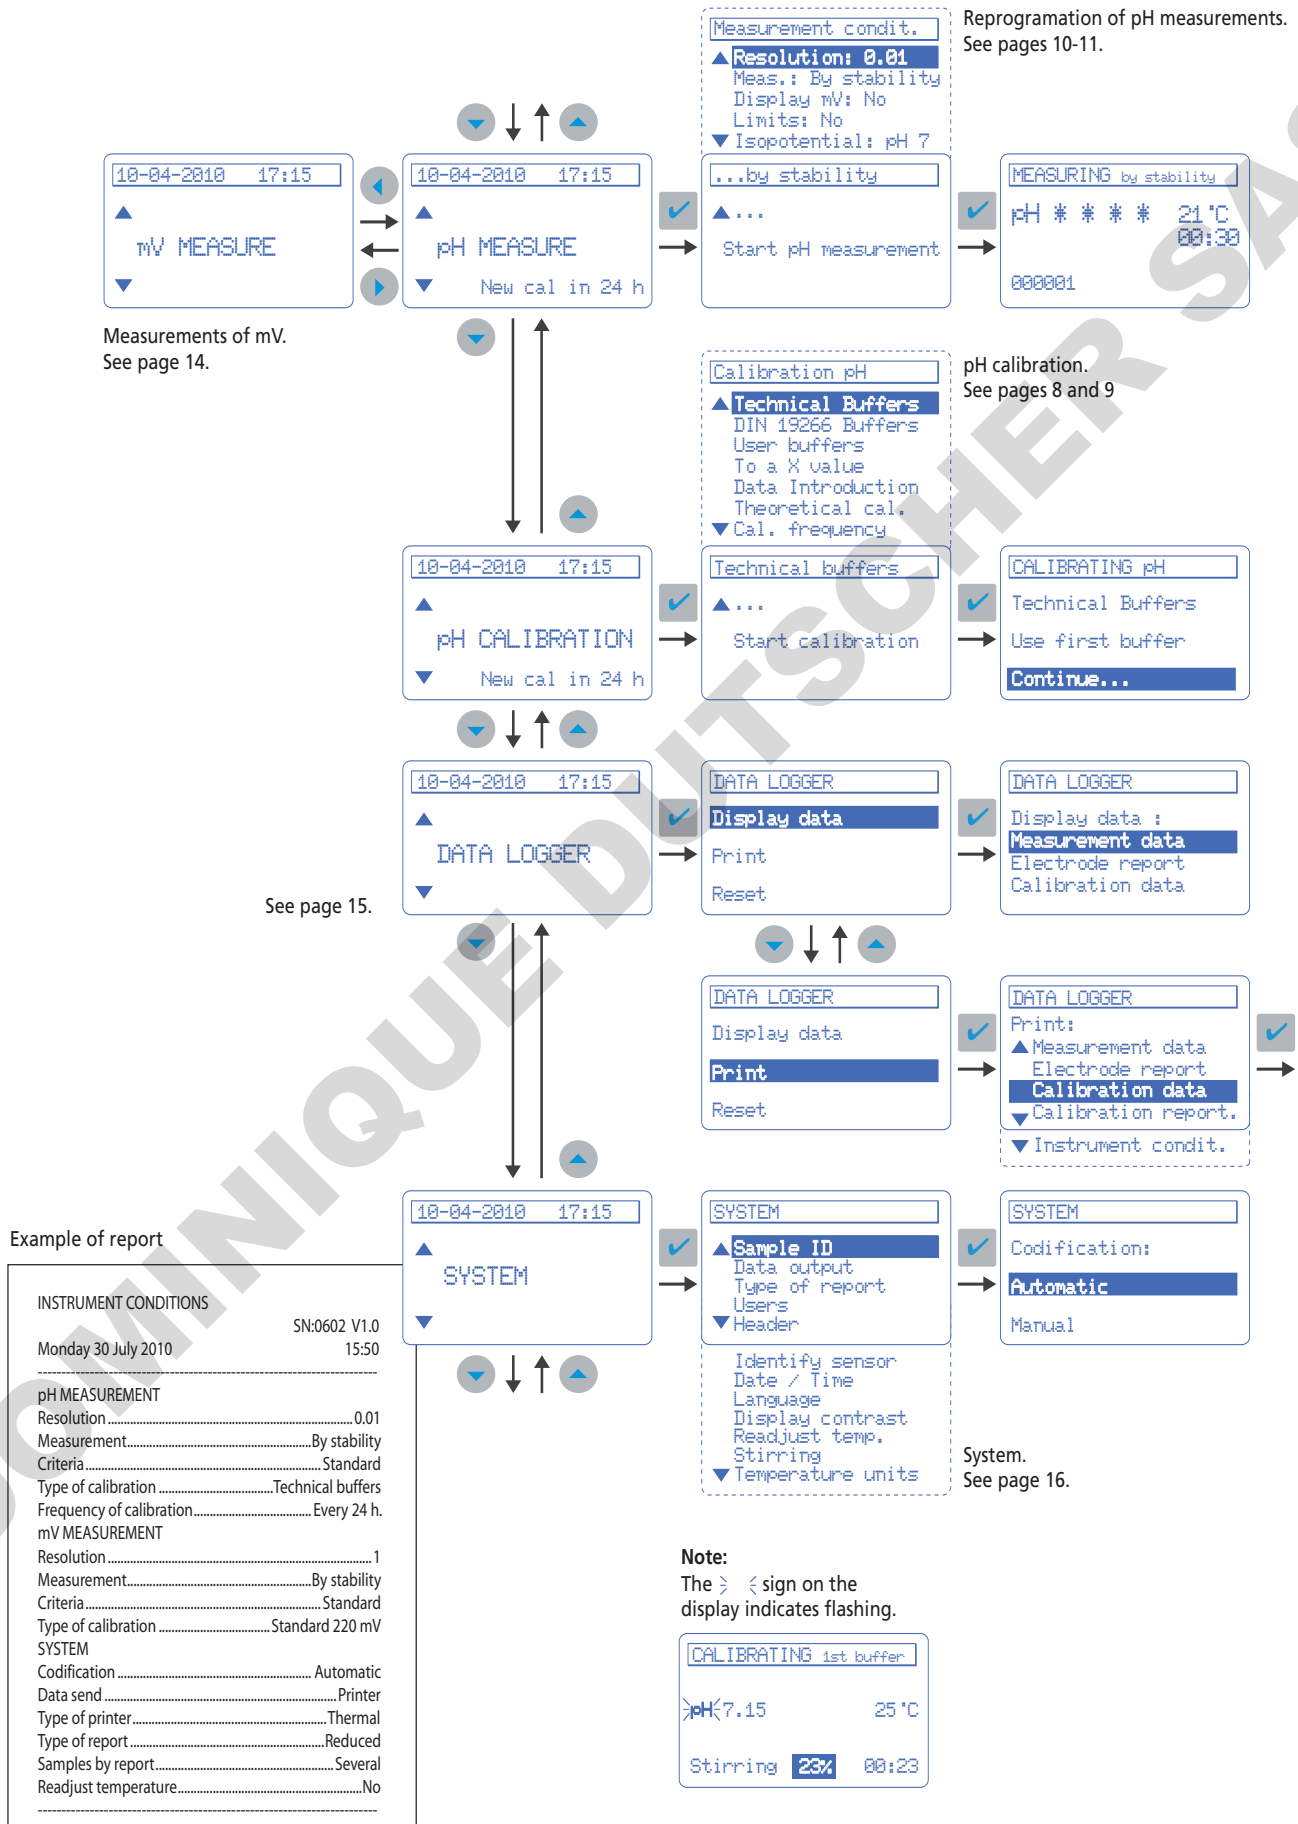 Measurement condit.
Resolution: 0.01
Meas.: By stability
Display mV: No
Limits: No
Isopotential: pH 7
Reprogramation of pH measurements.
See pages 10-11.
10-04-2010 17:15
mV MEASURE
10-04-2010 17:15
pH MEASURE
New cal in 24 h
...by stability
...
Start pH measurement
MEASURING by stability
pH * * * * 21 °C
00:30
000001
Measurements of mV.
See page 14.
Calibration pH
Technical Buffers
DIN 19266 Buffers
User buffers
To a X value
Data Introduction
Theoretical cal.
Cal. frequency
pH calibration.
See pages 8 and 9
10-04-2010 17:15
pH CALIBRATION
New cal in 24 h
Technical buffers
...
Start calibration
CALIBRATING pH
Technical Buffers
Use first buffer
Continue...
10-04-2010 17:15
DATA LOGGER
DATA LOGGER
Display data
Print
Reset
DATA LOGGER
Display data :
Measurement data
Electrode report
Calibration data
See page 15.
DATA LOGGER
Display data
Print
Reset
DATA LOGGER
Print:
Measurement data
Electrode report
Calibration data
Calibration report.
Instrument condit.
10-04-2010 17:15
SYSTEM
SYSTEM
Sample ID
Data output
Type of report
Users
Header
Identify sensor
Date / Time
Language
Display contrast
Readjust temp.
Stirring
Temperature units
SYSTEM
Codification:
Automatic
Manual
System.
See page 16.
Example of report
INSTRUMENT CONDITIONS
SN:0602 V1.0
Monday 30 July 2010 15:50
pH MEASUREMENT
Resolution 0.01
Measurement By stability
Criteria Standard
Type of calibration Technical buffers
Frequency of calibration Every 24 h.
mV MEASUREMENT
Resolution 1
Measurement By stability
Criteria Standard
Type of calibration Standard 220 mV
SYSTEM
Codification Automatic
Data send Printer
Type of printer Thermal
Type of report Reduced
Samples by report Several
Readjust temperature No
Note:
The sign on the
display indicates flashing.
CALIBRATING 1st buffer
pH 7.15 25 °C
Stirring 23% 00:23
DOMINIQUE DUTSCHER SAS